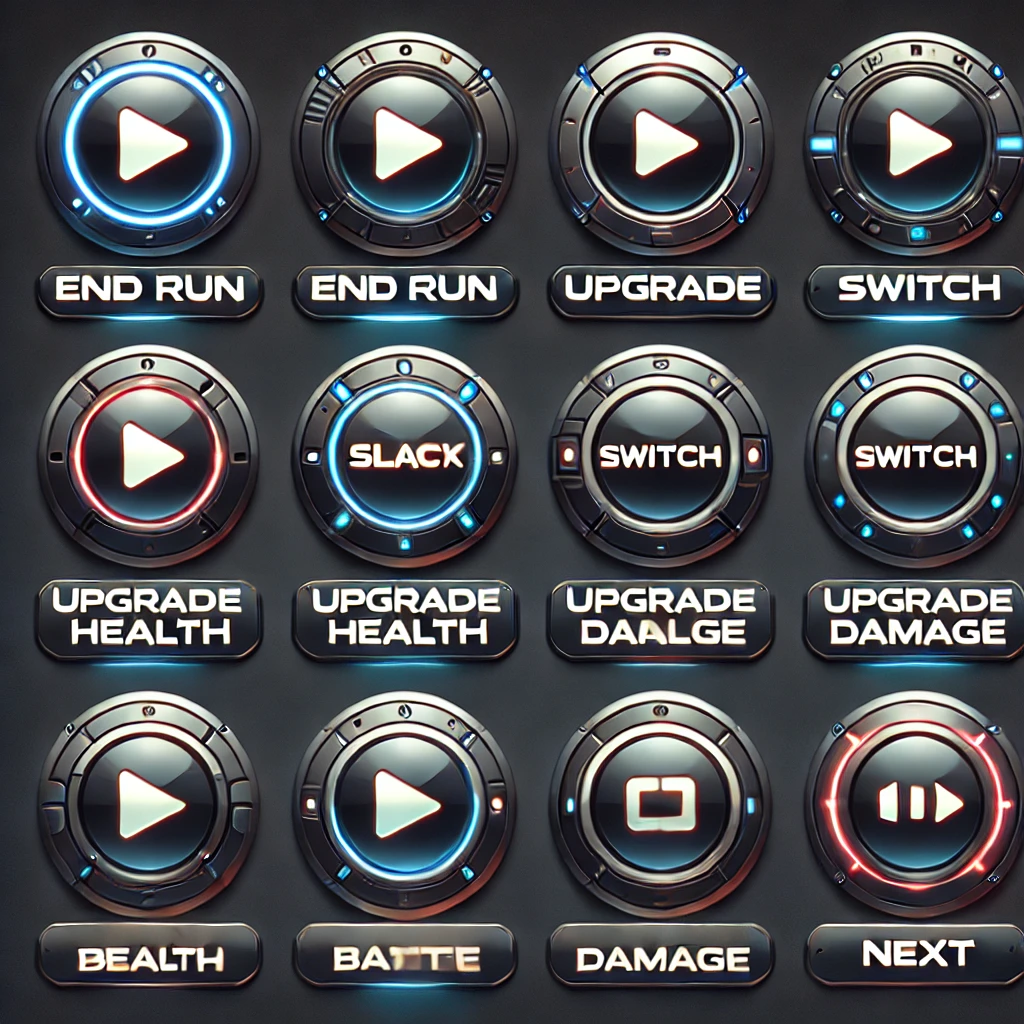 END RUN
END RUN
UPGRADE
SWITCH
SLACK
SWITCH
SWITCH
UPGRADE
HEALTH
UPGRADE
HEALTH
UPGRADE
DAALGE
UPGRADE
DAMAGE
BEALTH
DAMAGE
NEXT